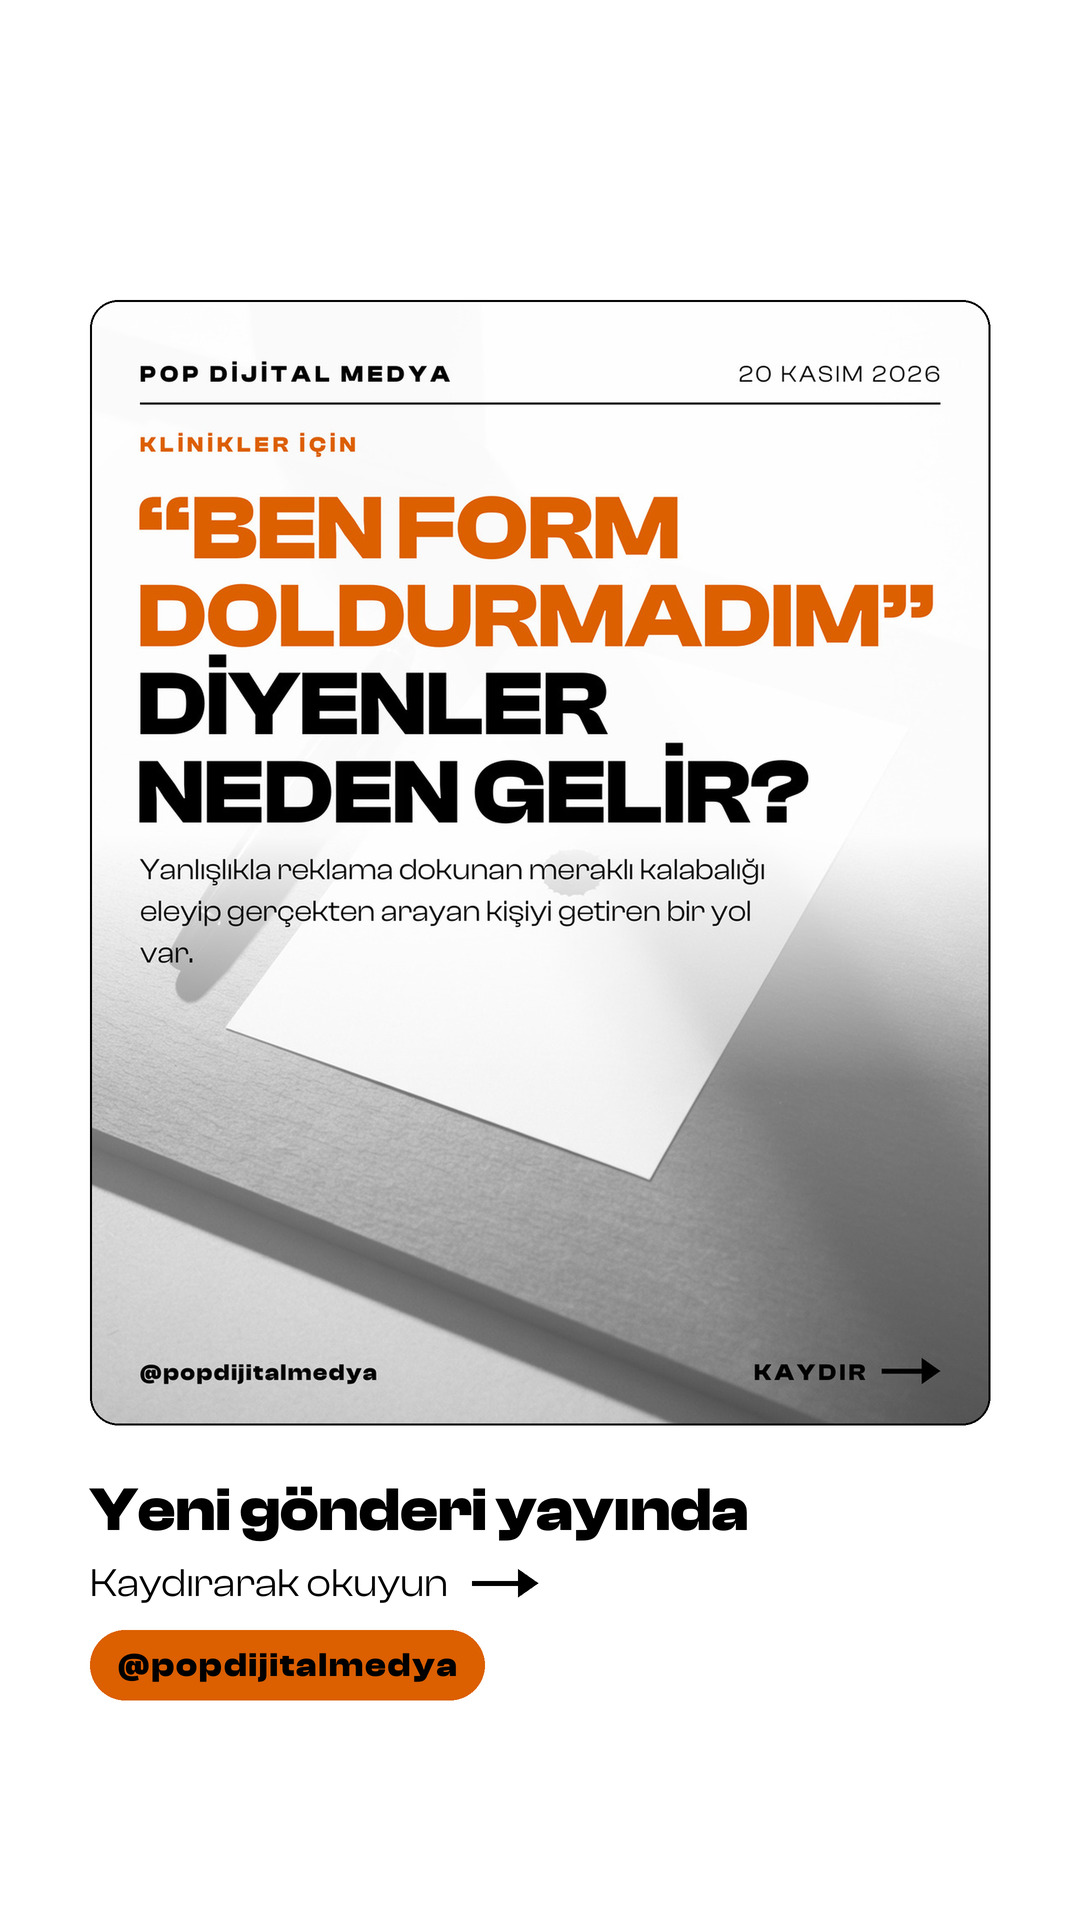 POP DİJİTAL MEDYA
20 KASIM 2026
KLİNİKLER İÇİN
“BEN FORM
DOLDURMADIM”
DİYENLER
NEDEN GELİR?
Yanlışlıkla reklama dokunan meraklı kalabalığı
eleyip gerçekten arayan kişiyi getiren bir yol
var.
@popdijitalmedya
KAYDIR
Yeni gönderi yayında
Kaydırarak okuyun
@popdijitalmedya